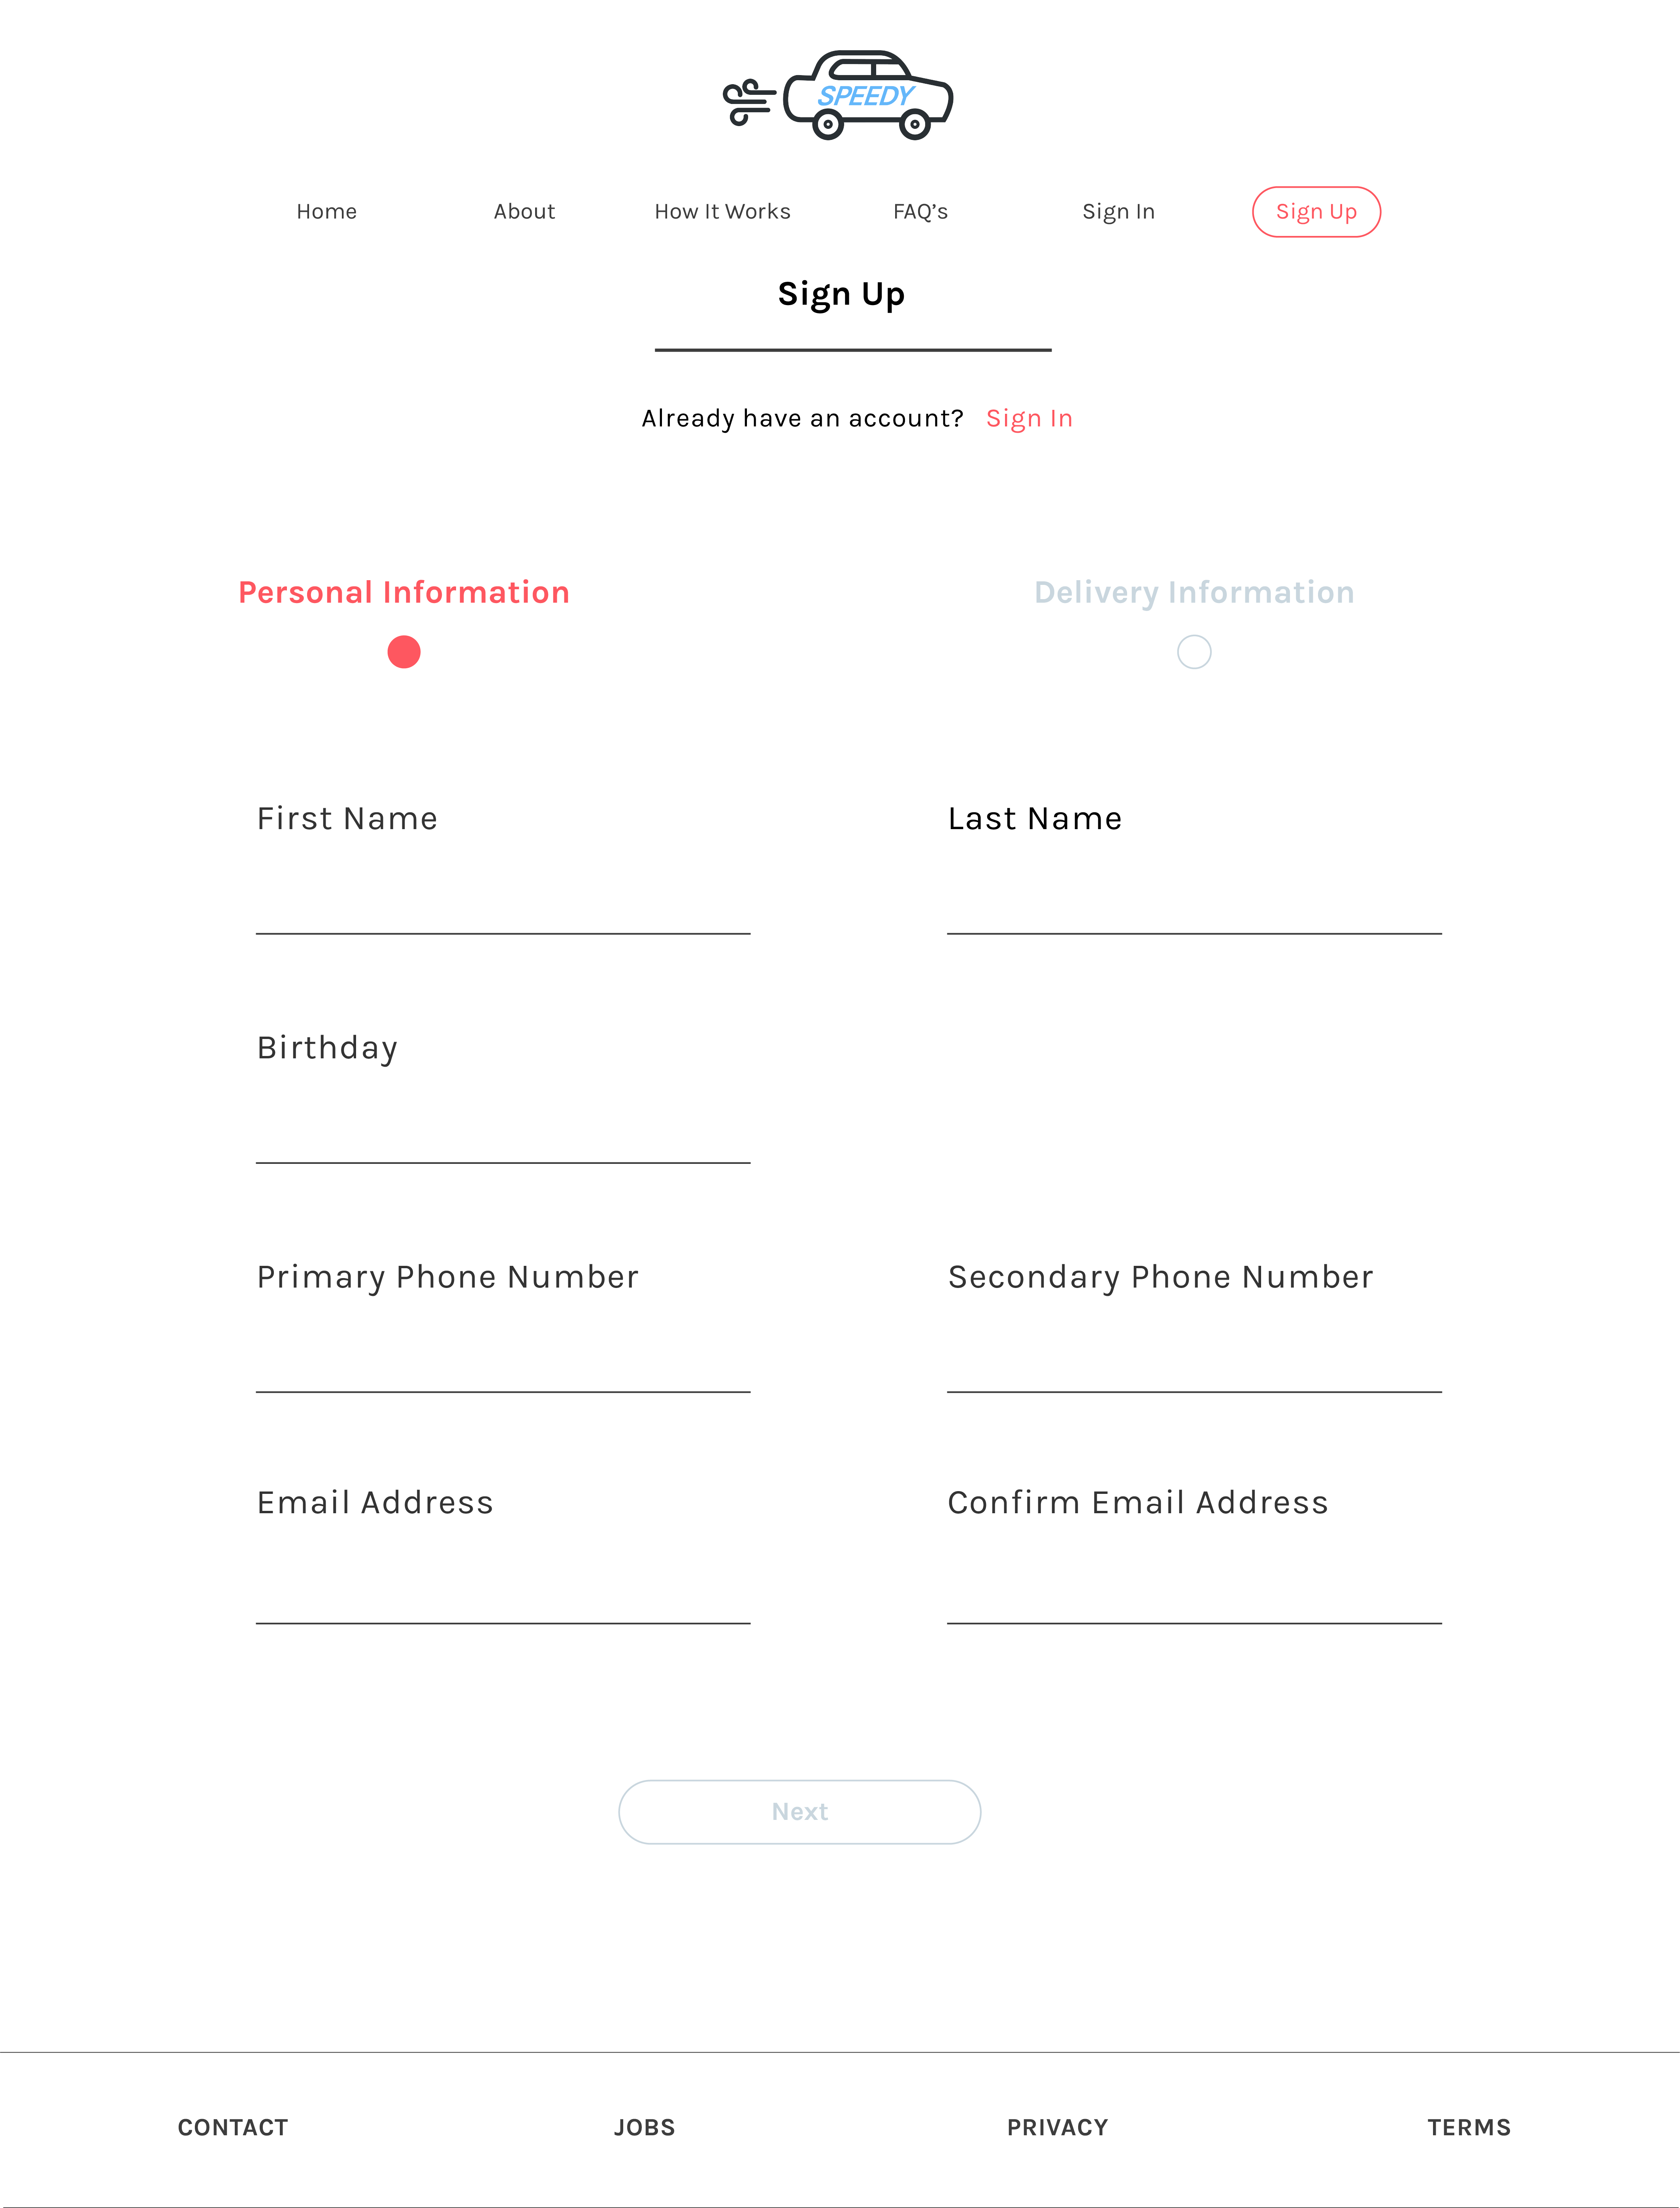 SPEEDY
Home About How It Works FAQ’s Sign In Sign Up
Sign Up
Already have an account? Sign In
Personal Information Delivery Information
First Name Last Name
Birthday
Primary Phone Number Secondary Phone Number
Email Address Confirm Email Address
Next
CONTACT JOBS PRIVACY TERMS